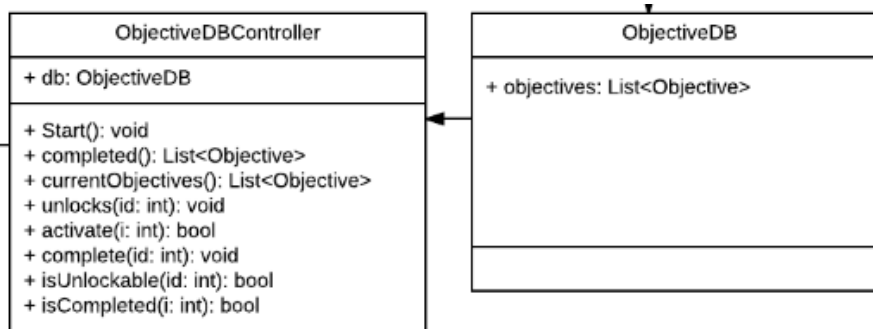 ObjectiveDBController
+ db: ObjectiveDB
+ Start(): void
+ completed(): List<Objective>
+ currentObjectives(): List<Objective>
+ unlocks(id: int): void
+ activate(i: int): bool
+ complete(id: int): void
+ isUnlockable(id: int): bool
+ isCompleted(i: int): bool
ObjectiveDB
+ objectives: List<Objective>